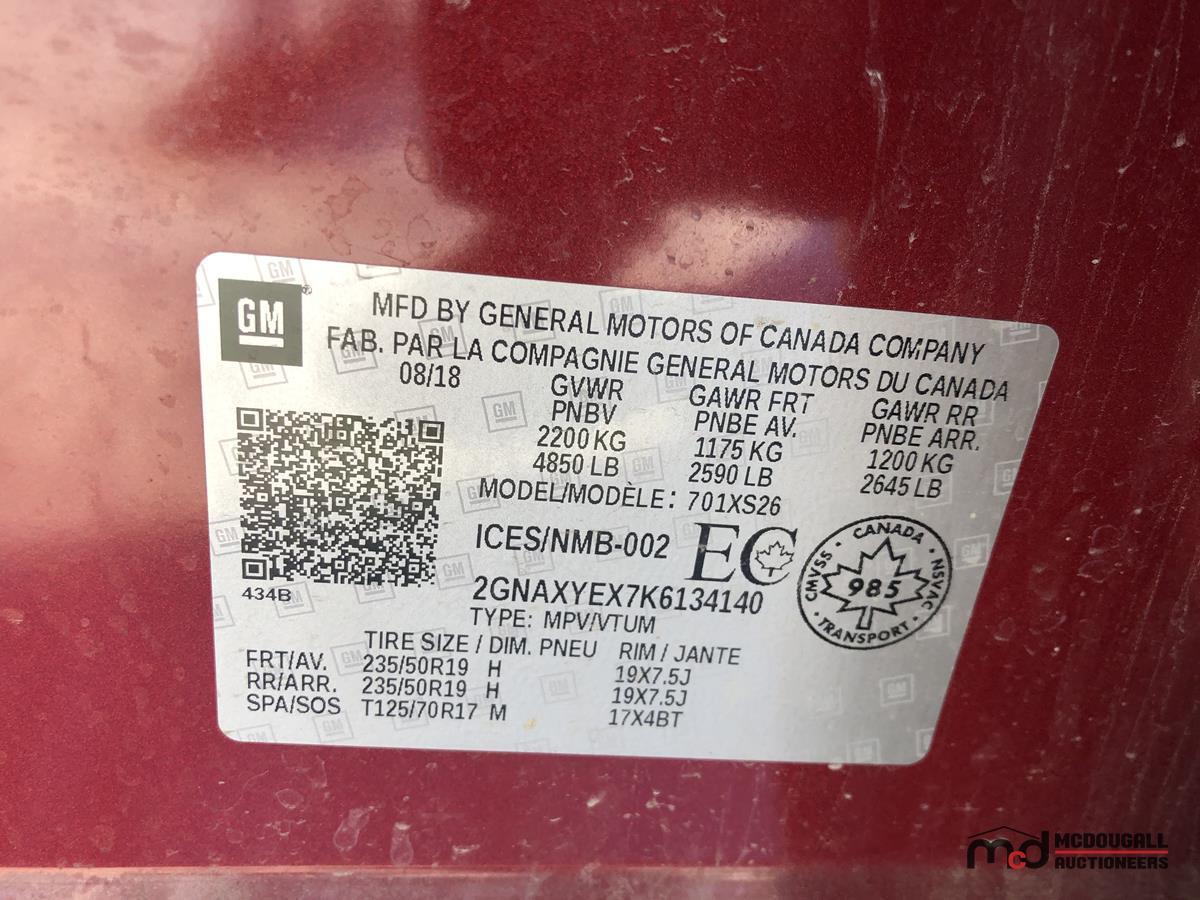 GM
MFD BY GENERAL MOTORS OF CANADA COMPANY
FAB. PAR LA COMPAGNIE GENERAL MOTORS DU CANADA
08/18 GVWR GAWR FRT GAWR RR
PNBV PNBE AV. PNBE ARR.
2200 KG 1175 KG 1200 KG
4850 LB 2590 LB 2645 LB
MODEL/MODÈLE: 701XS26
ICES/NMB-002 EC
434B
2GNAXYEX7K6134140
TYPE: MPV/VTUM
CANADA
CMVSS
NSVAC
985
TRANSPORT
TIRE SIZE / DIM. PNEU RIM / JANTE
FRT/AV. 235/50R19 H 19X7.5J
RR/ARR. 235/50R19 H 19X7.5J
SPA/SOS T125/70R17 M 17X4BT
mcd MCDOUGALL
AUCTIONEERS